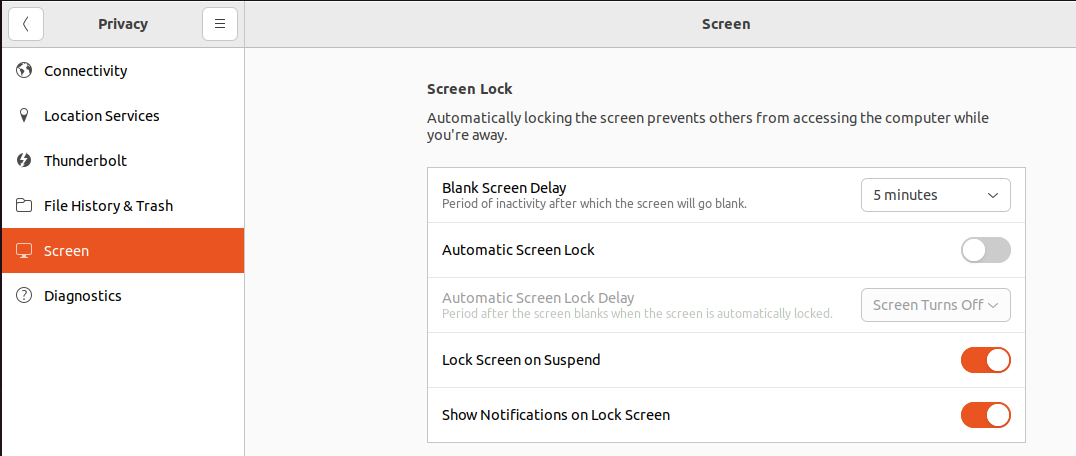 Privacy
Screen
Connectivity
Location Services
Thunderbolt
File History & Trash
Screen
Diagnostics
Screen Lock
Automatically locking the screen prevents others from accessing the computer while
you're away.
Blank Screen Delay
Period of inactivity after which the screen will go blank.
5 minutes
Automatic Screen Lock
Automatic Screen Lock Delay
Period after the screen blanks when the screen is automatically locked.
Screen Turns Off
Lock Screen on Suspend
Show Notifications on Lock Screen